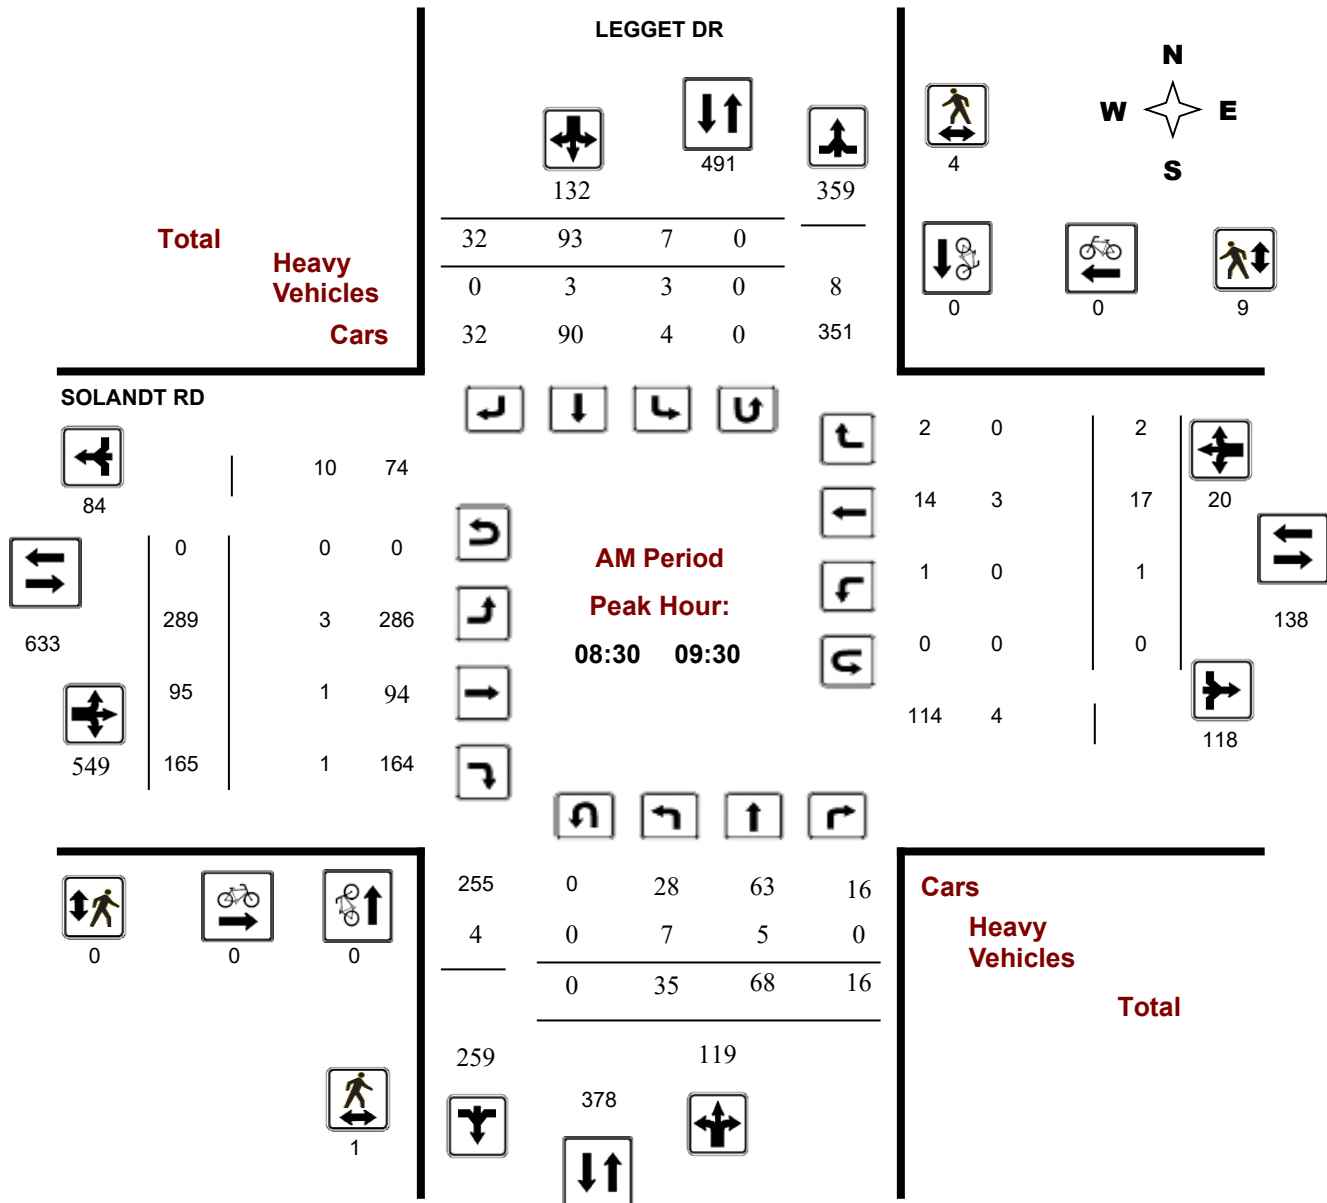 LEGGET DR
N
W E
S
491
4
132 359
Total
32 93 7 0
Heavy
Vehicles
0 3 3 0 8
0 0 9
Cars
32 90 4 0 351
SOLANDT RD
2 0 2
10 74
84
14 3 17 20
0 0 0
AM Period
1 0 1
Peak Hour:
289 3 286
138
633
08:30 09:30
0 0 0
95 1 94
114 4
118
549 165 1 164
255 0 28 63 16
Cars
4 0 7 5 0
Heavy
Vehicles
0 0 0
0 35 68 16
Total
259 119
378
1